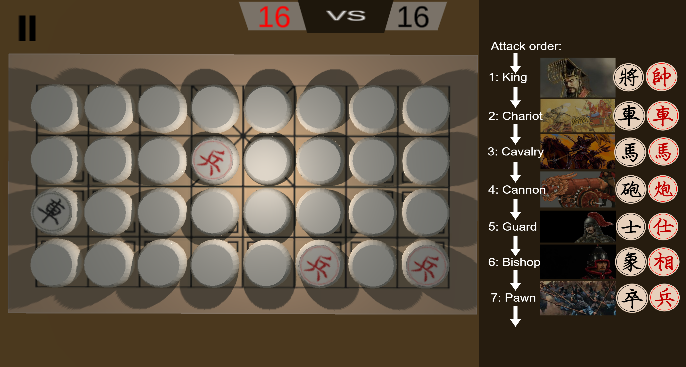 16 VS 16
Attack order:
1: King 將 帥
2: Chariot 車 車
3: Cavalry 馬 馬
4: Cannon 砲 炮
5: Guard 士 仕
6: Bishop 象 相
7: Pawn 卒 兵
兵
車
兵 兵